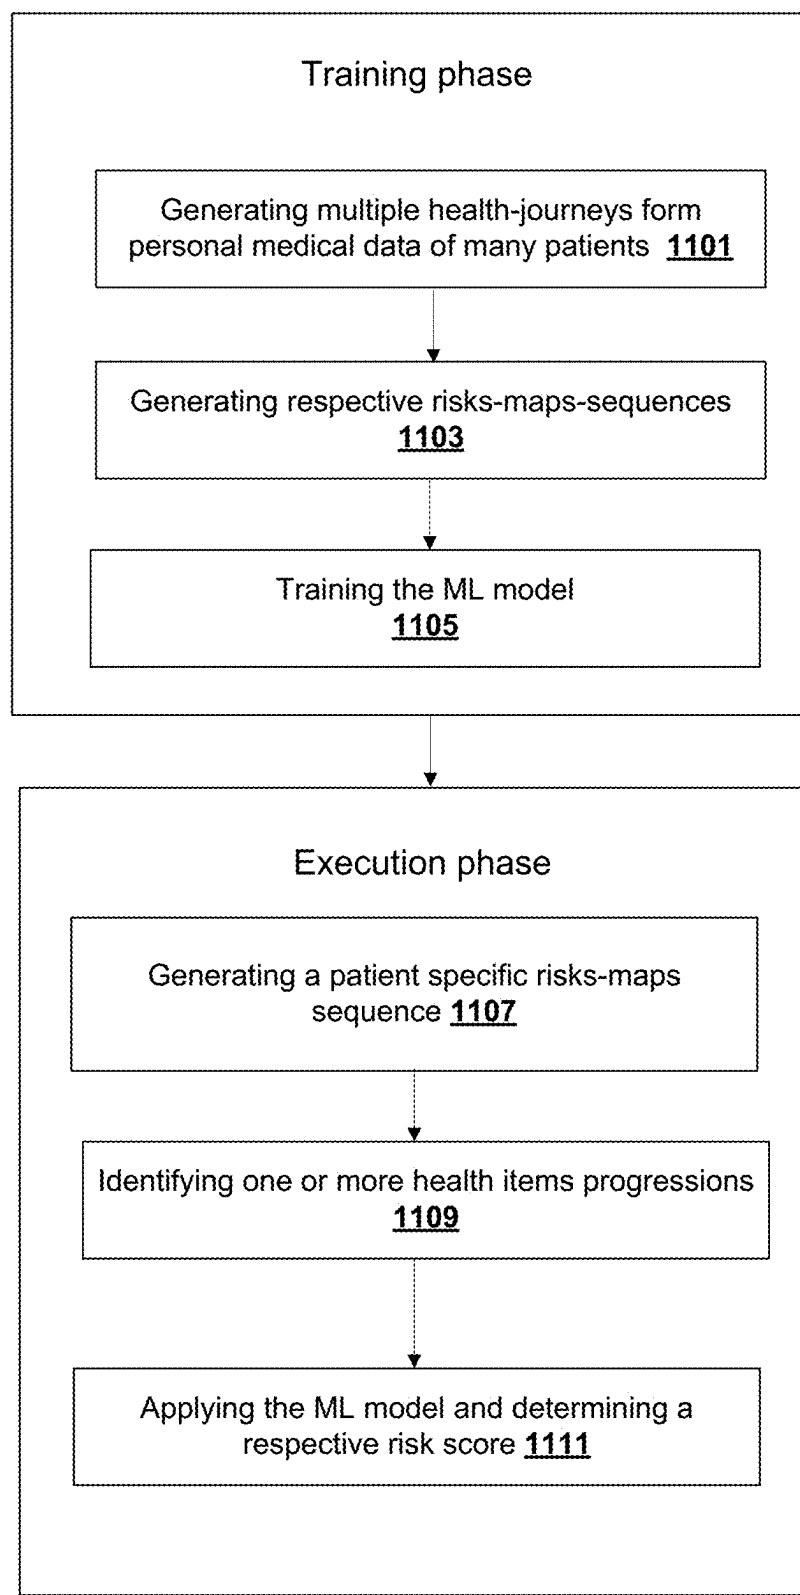 Training phase
Generating multiple health-journeys form
personal medical data of many patients 1101
Generating respective risks-maps-sequences
1103
Training the ML model
1105
Execution phase
Generating a patient specific risks-maps
sequence 1107
Identifying one or more health items progressions
1109
Applying the ML model and determining a
respective risk score 1111